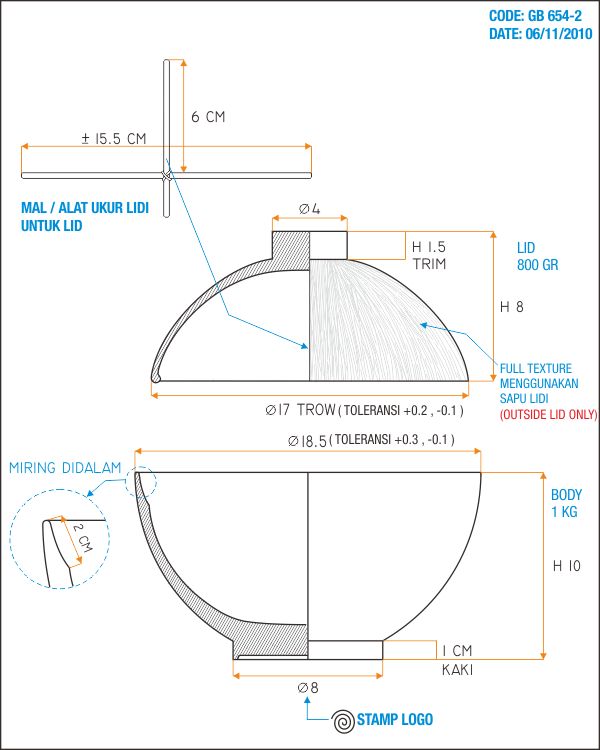 CODE: GB 654-2
DATE: 06/11/2010
6 CM
± 15.5 CM
MAL / ALAT UKUR LIDI
UNTUK LID
Ø4
H 1.5
TRIM
LID
800 GR
H 8
FULL TEXTURE
MENGGUNAKAN
SAPU LIDI
(OUTSIDE LID ONLY)
Ø17 TROW ( TOLERANSI +0.2 , -0.1 )
Ø18.5 ( TOLERANSI +0.3 , -0.1 )
MIRING DIDALAM
2 CM
BODY
1 KG
H 10
1 CM
KAKI
Ø8
STAMP LOGO